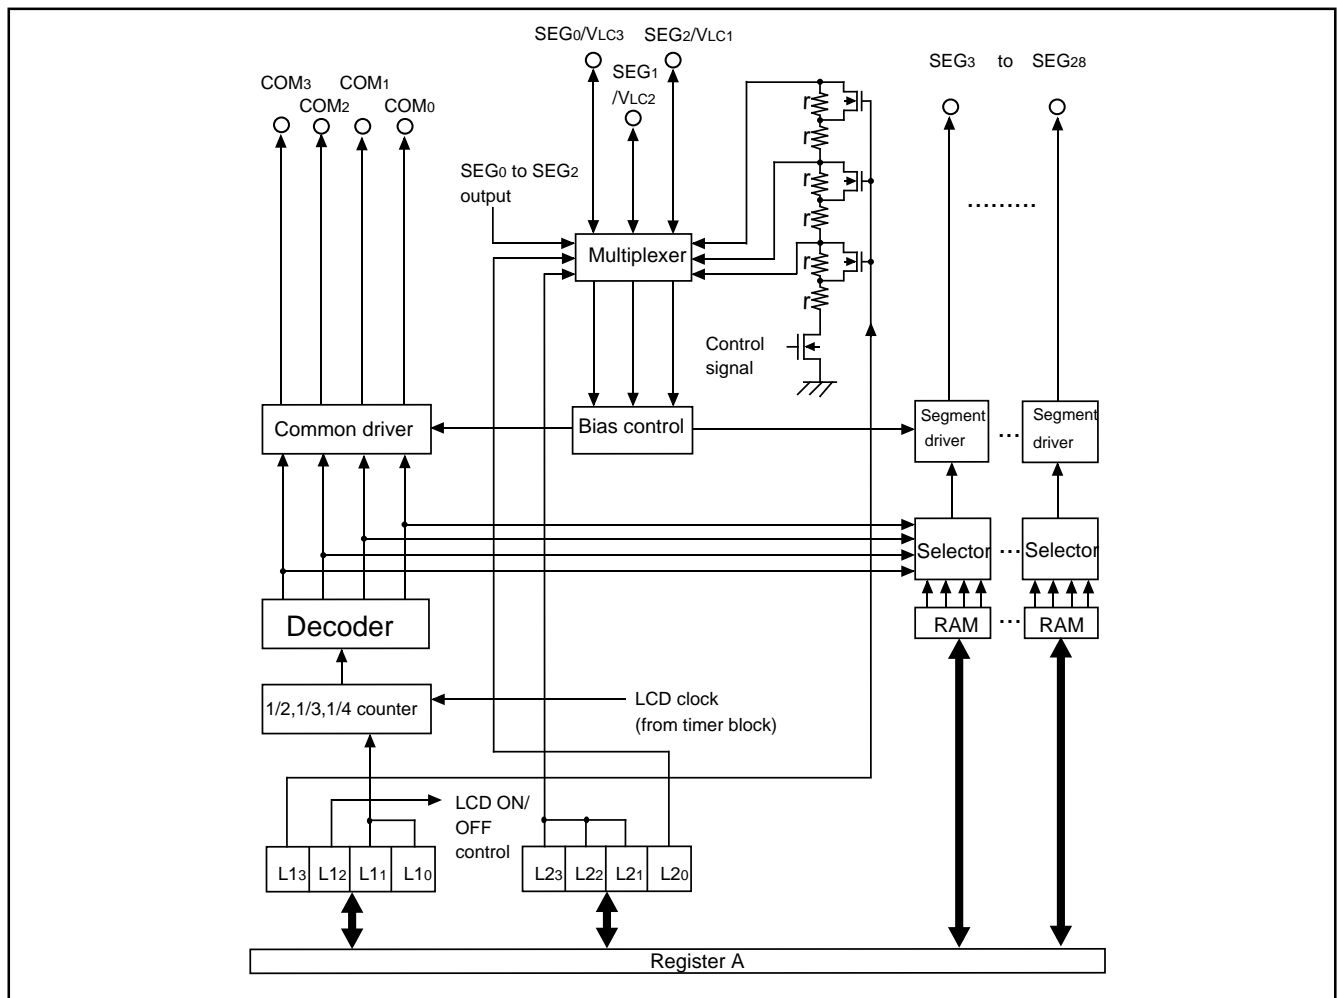 SEG0/VLC3
SEG2/VLC1
SEG1
/VLC2
SEG3 to SEG28
COM3
COM2
COM1
COM0
r
r
r
r
r
r
SEG0 to SEG2
output
Multiplexer
Control
signal
Common driver
Bias control
Segment
driver
...
Segment
driver
.........
Selector
...
Selector
Decoder
RAM
...
RAM
1/2,1/3,1/4 counter
LCD clock
(from timer block)
LCD ON/
OFF
control
L13 L12 L11 L10
L23 L22 L21 L20
Register A